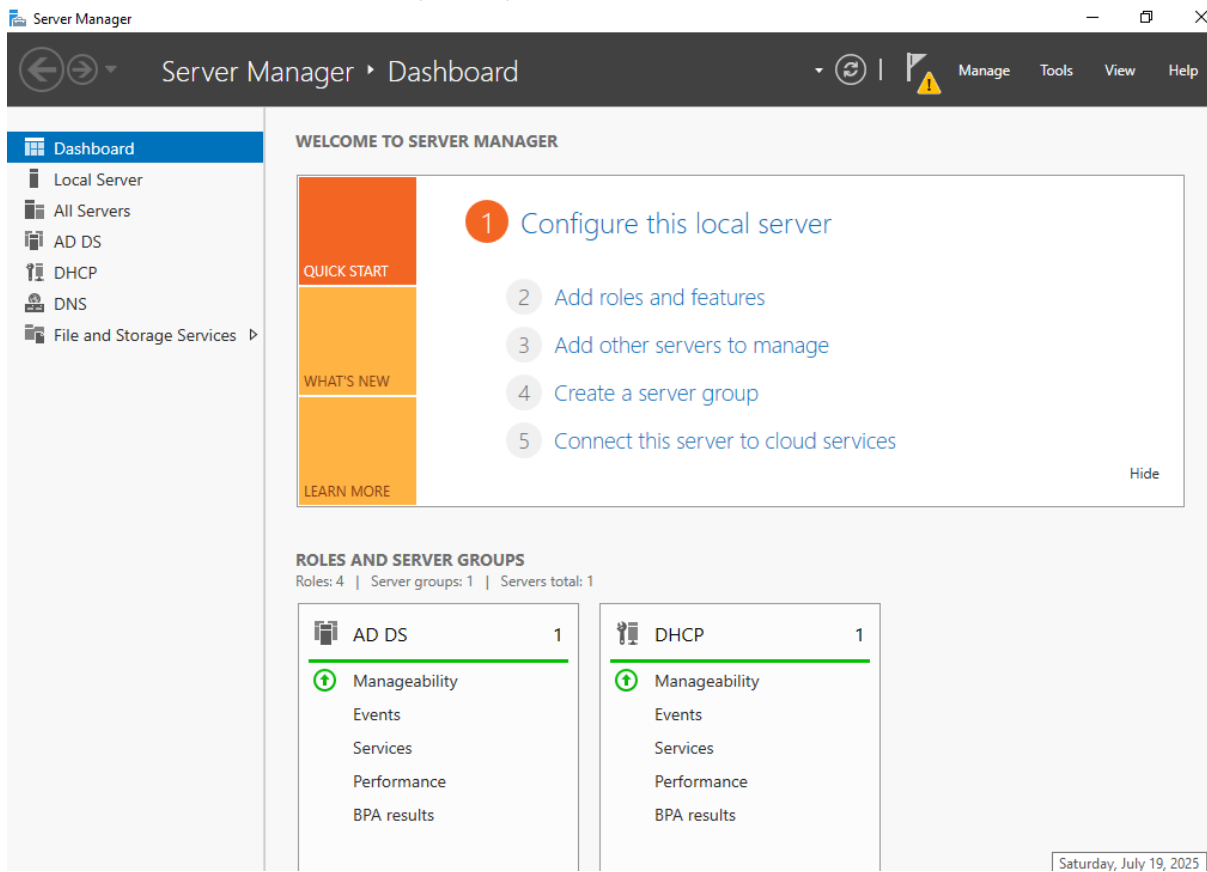 Server Manager
Server Manager ‣ Dashboard
Manage Tools View Help
Dashboard
Local Server
All Servers
AD DS
DHCP
DNS
File and Storage Services
WELCOME TO SERVER MANAGER
QUICK START
WHAT'S NEW
LEARN MORE
1 Configure this local server
2 Add roles and features
3 Add other servers to manage
4 Create a server group
5 Connect this server to cloud services
Hide
ROLES AND SERVER GROUPS
Roles: 4 | Server groups: 1 | Servers total: 1
AD DS 1
Manageability
Events
Services
Performance
BPA results
DHCP 1
Manageability
Events
Services
Performance
BPA results
Saturday, July 19, 2025